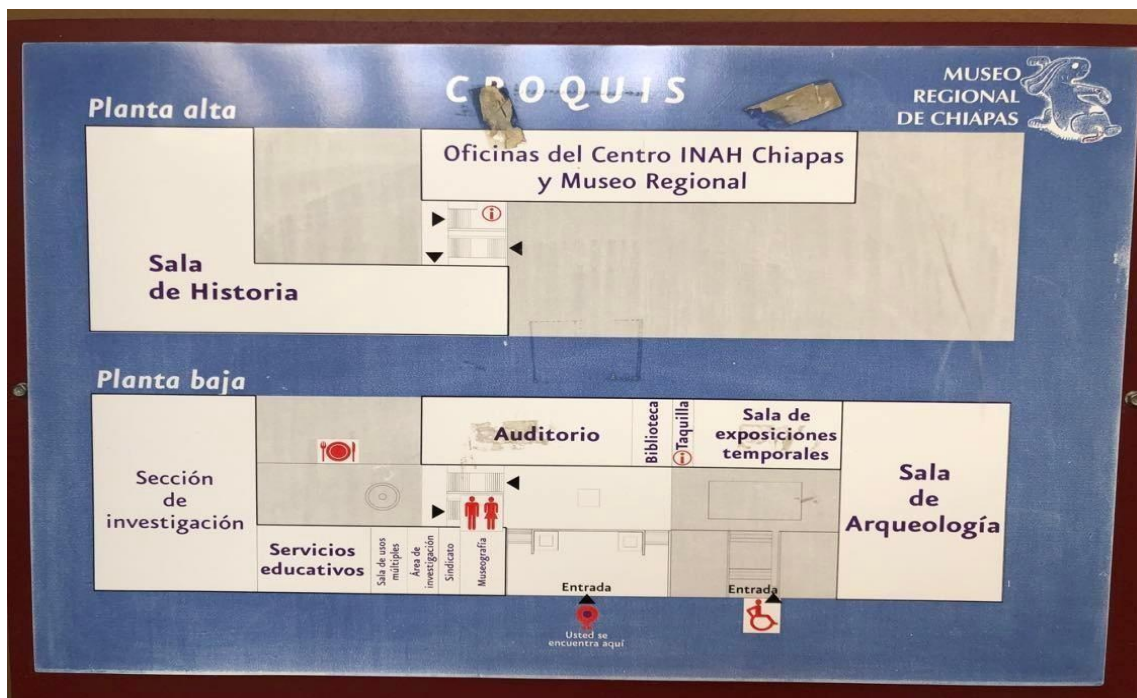 CROQUIS
MUSEO
REGIONAL
DE CHIAPAS
Planta alta
Oficinas del Centro INAH Chiapas
y Museo Regional
i
Sala
de Historia
Planta baja
Sección
de
investigación
Auditorio
Biblioteca
i Taquilla
Sala de
exposiciones
temporales
Sala
de
Arqueología
Servicios
educativos
Sala de usos
múltiples
Área de
investigación
Sindicato
Museografía
Entrada
Entrada
Usted se
encuentra aquí